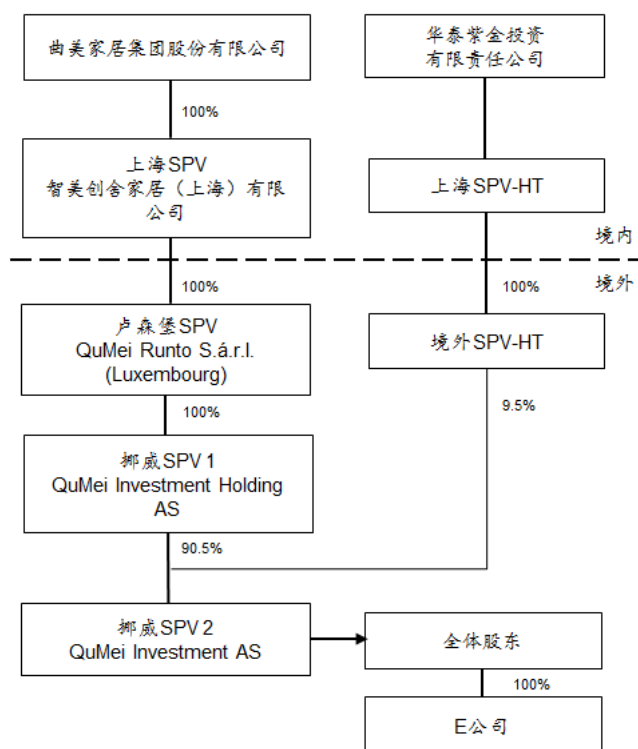 曲美家居集团股份有限公司
华泰紫金投资
有限责任公司
100%
上海SPV
智美创舍家居（上海）有限
公司
上海SPV-HT
境内
境外
100%
100%
卢森堡SPV
QuMei Runto S.á.r.l.
(Luxembourg)
境外SPV-HT
100%
9.5%
挪威SPV 1
QuMei Investment Holding
AS
90.5%
挪威SPV 2
QuMei Investment AS
全体股东
100%
E公司